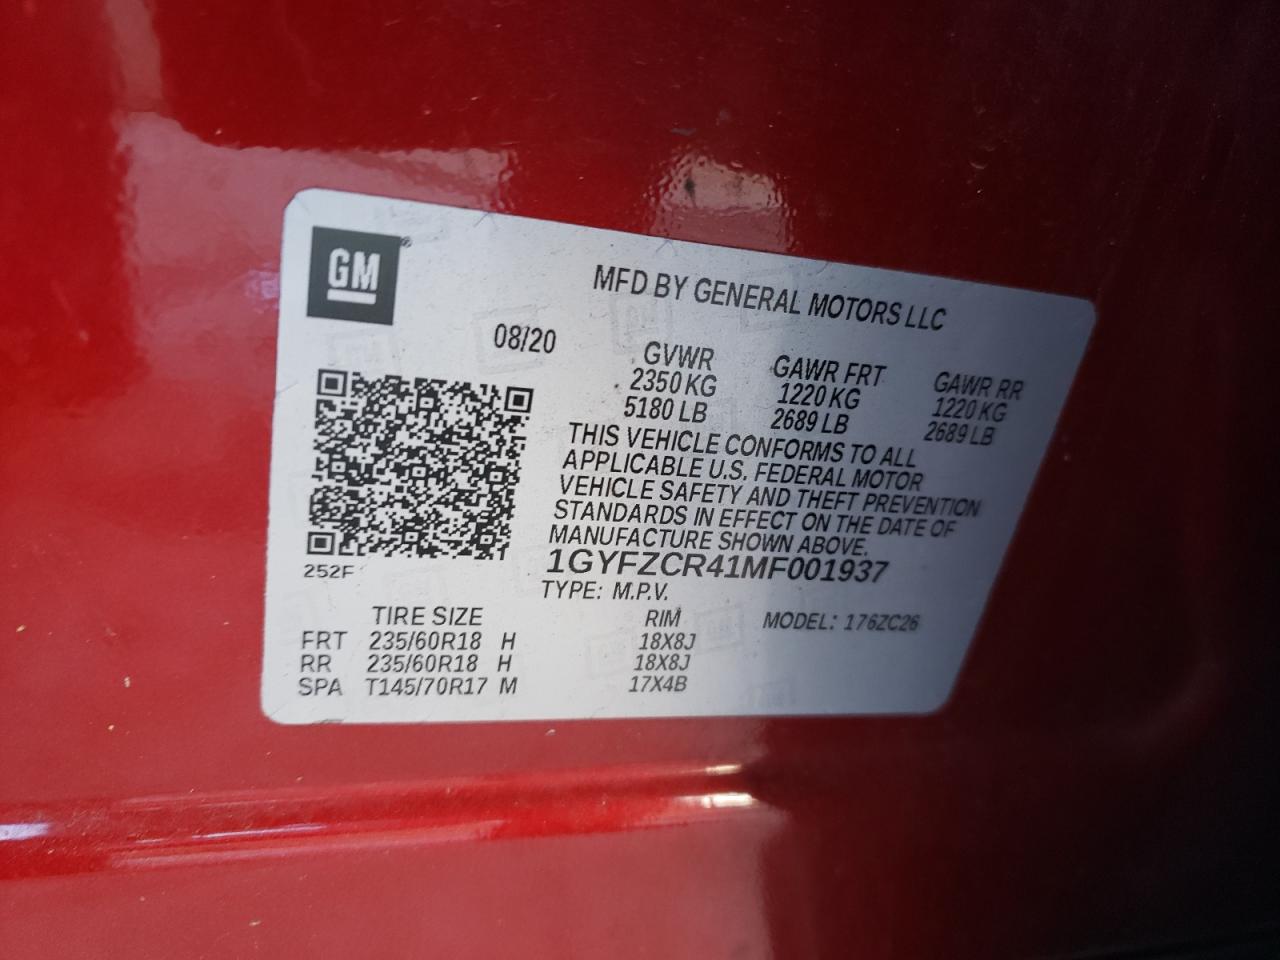 GM
MFD BY GENERAL MOTORS LLC
08/20
GVWR GAWR FRT GAWR RR
2350 KG 1220 KG 1220 KG
5180 LB 2689 LB 2689 LB
THIS VEHICLE CONFORMS TO ALL
APPLICABLE U.S. FEDERAL MOTOR
VEHICLE SAFETY AND THEFT PREVENTION
STANDARDS IN EFFECT ON THE DATE OF
MANUFACTURE SHOWN ABOVE.
252F
1GYFZCR41MF001937
TYPE: M.P.V.
TIRE SIZE RIM MODEL: 176ZC26
FRT 235/60R18 H 18X8J
RR 235/60R18 H 18X8J
SPA T145/70R17 M 17X4B